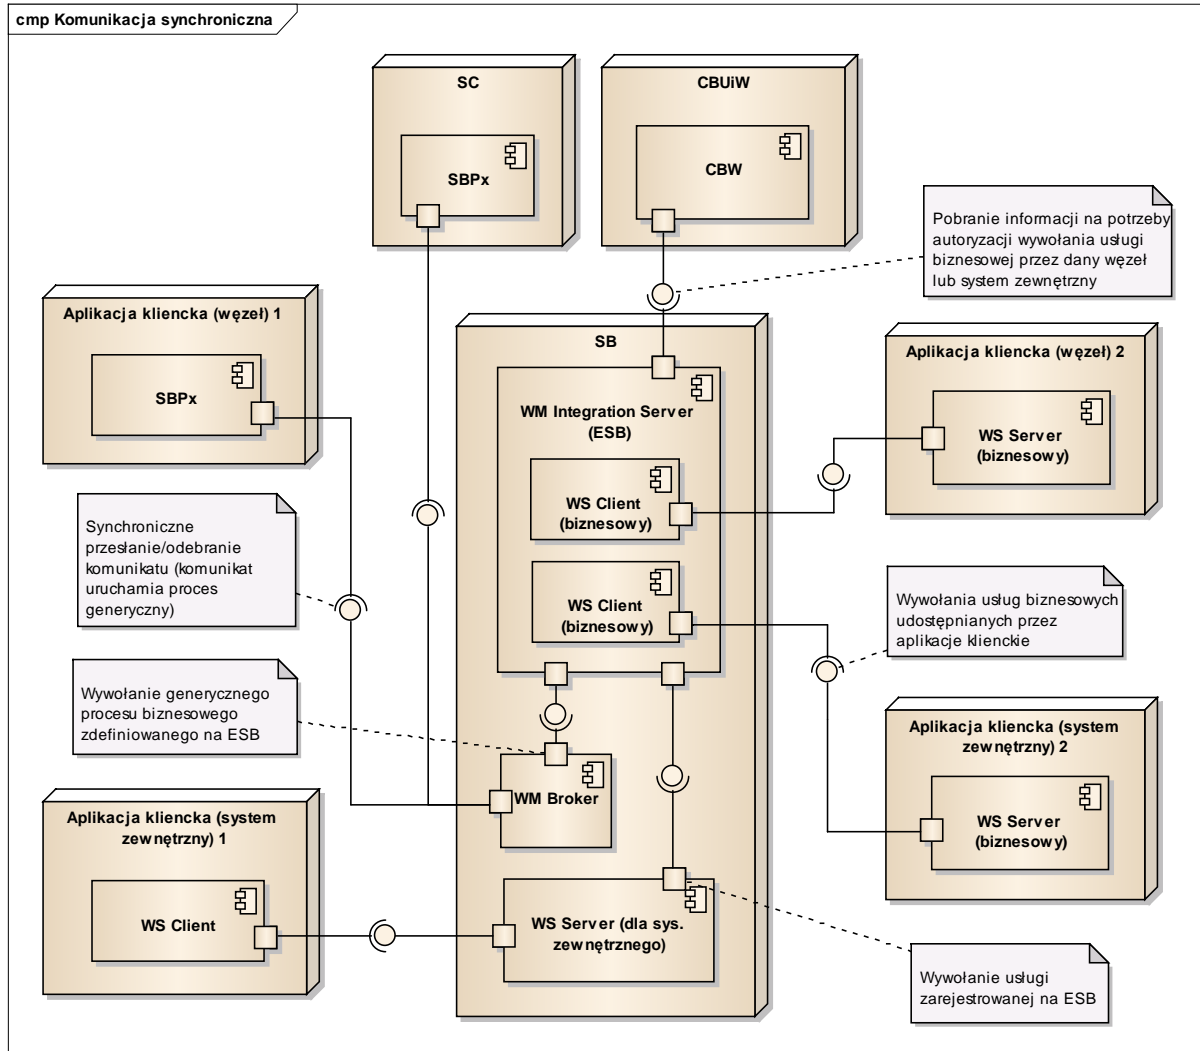 cmp Komunikacja synchroniczna
SC
SBPx
CBUiW
CBW
Pobranie informacji na potrzeby
autoryzacji wywołania usługi
biznesowej przez dany węzeł
lub system zewnętrzny
Aplikacja kliencka (węzeł) 1
SBPx
SB
WM Integration Server
(ESB)
WS Client
(biznesowy)
WS Client
(biznesowy)
Aplikacja kliencka (węzeł) 2
WS Server
(biznesowy)
Synchroniczne
przesłanie/odebranie
komunikatu (komunikat
uruchamia proces
generyczny)
Wywołania usług biznesowych
udostępnianych przez
aplikacje klienckie
Wywołanie generycznego
procesu biznesowego
zdefiniowanego na ESB
WM Broker
Aplikacja kliencka (system
zewnętrzny) 2
WS Server
(biznesowy)
Aplikacja kliencka (system
zewnętrzny) 1
WS Client
WS Server (dla sys.
zewnętrznego)
Wywołanie usługi
zarejestrowanej na ESB